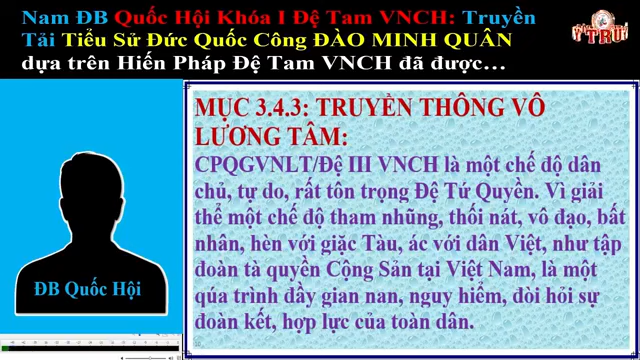 Nam ĐB Quốc Hội Khóa I Đệ Tam VNCH: Truyền
Tải Tiểu Sử Đức Quốc Công ĐÀO MINH QUÂN
dựa trên Hiến Pháp Đệ Tam VNCH đã được...
MỤC 3.4.3: TRUYỀN THÔNG VÔ
LƯƠNG TÂM:
CPQGVNLT/Đệ III VNCH là một chế độ dân
chủ, tự do, rất tôn trọng Đệ Tứ Quyền. Vì giải
thể một chế độ tham nhũng, thối nát, vô đạo, bất
nhân, hèn với giặc Tàu, ác với dân Việt, như tập
đoàn tà quyền Cộng Sản tại Việt Nam, là một
qúa trình đầy gian nan, nguy hiểm, đòi hỏi sự
đoàn kết, hợp lực của toàn dân.
ĐB Quốc Hội